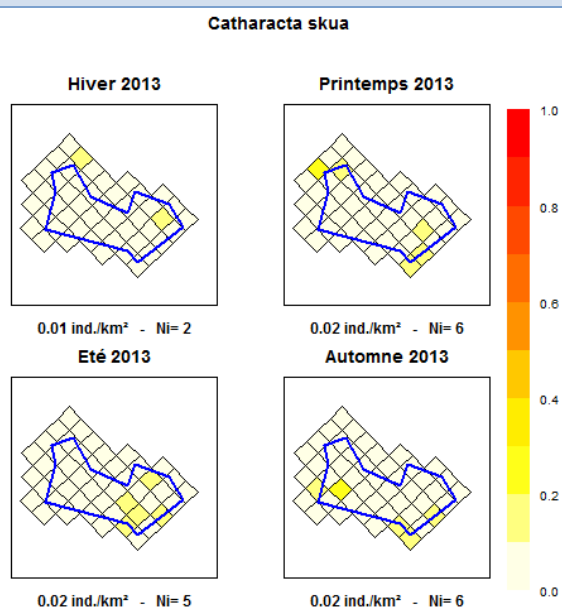 Catharacta skua
Hiver 2013
Printemps 2013
0.01 ind./km² - Ni= 2
0.02 ind./km² - Ni= 6
Eté 2013
Automne 2013
0.02 ind./km² - Ni= 5
0.02 ind./km² - Ni= 6
1.0
0.8
0.6
0.4
0.2
0.0